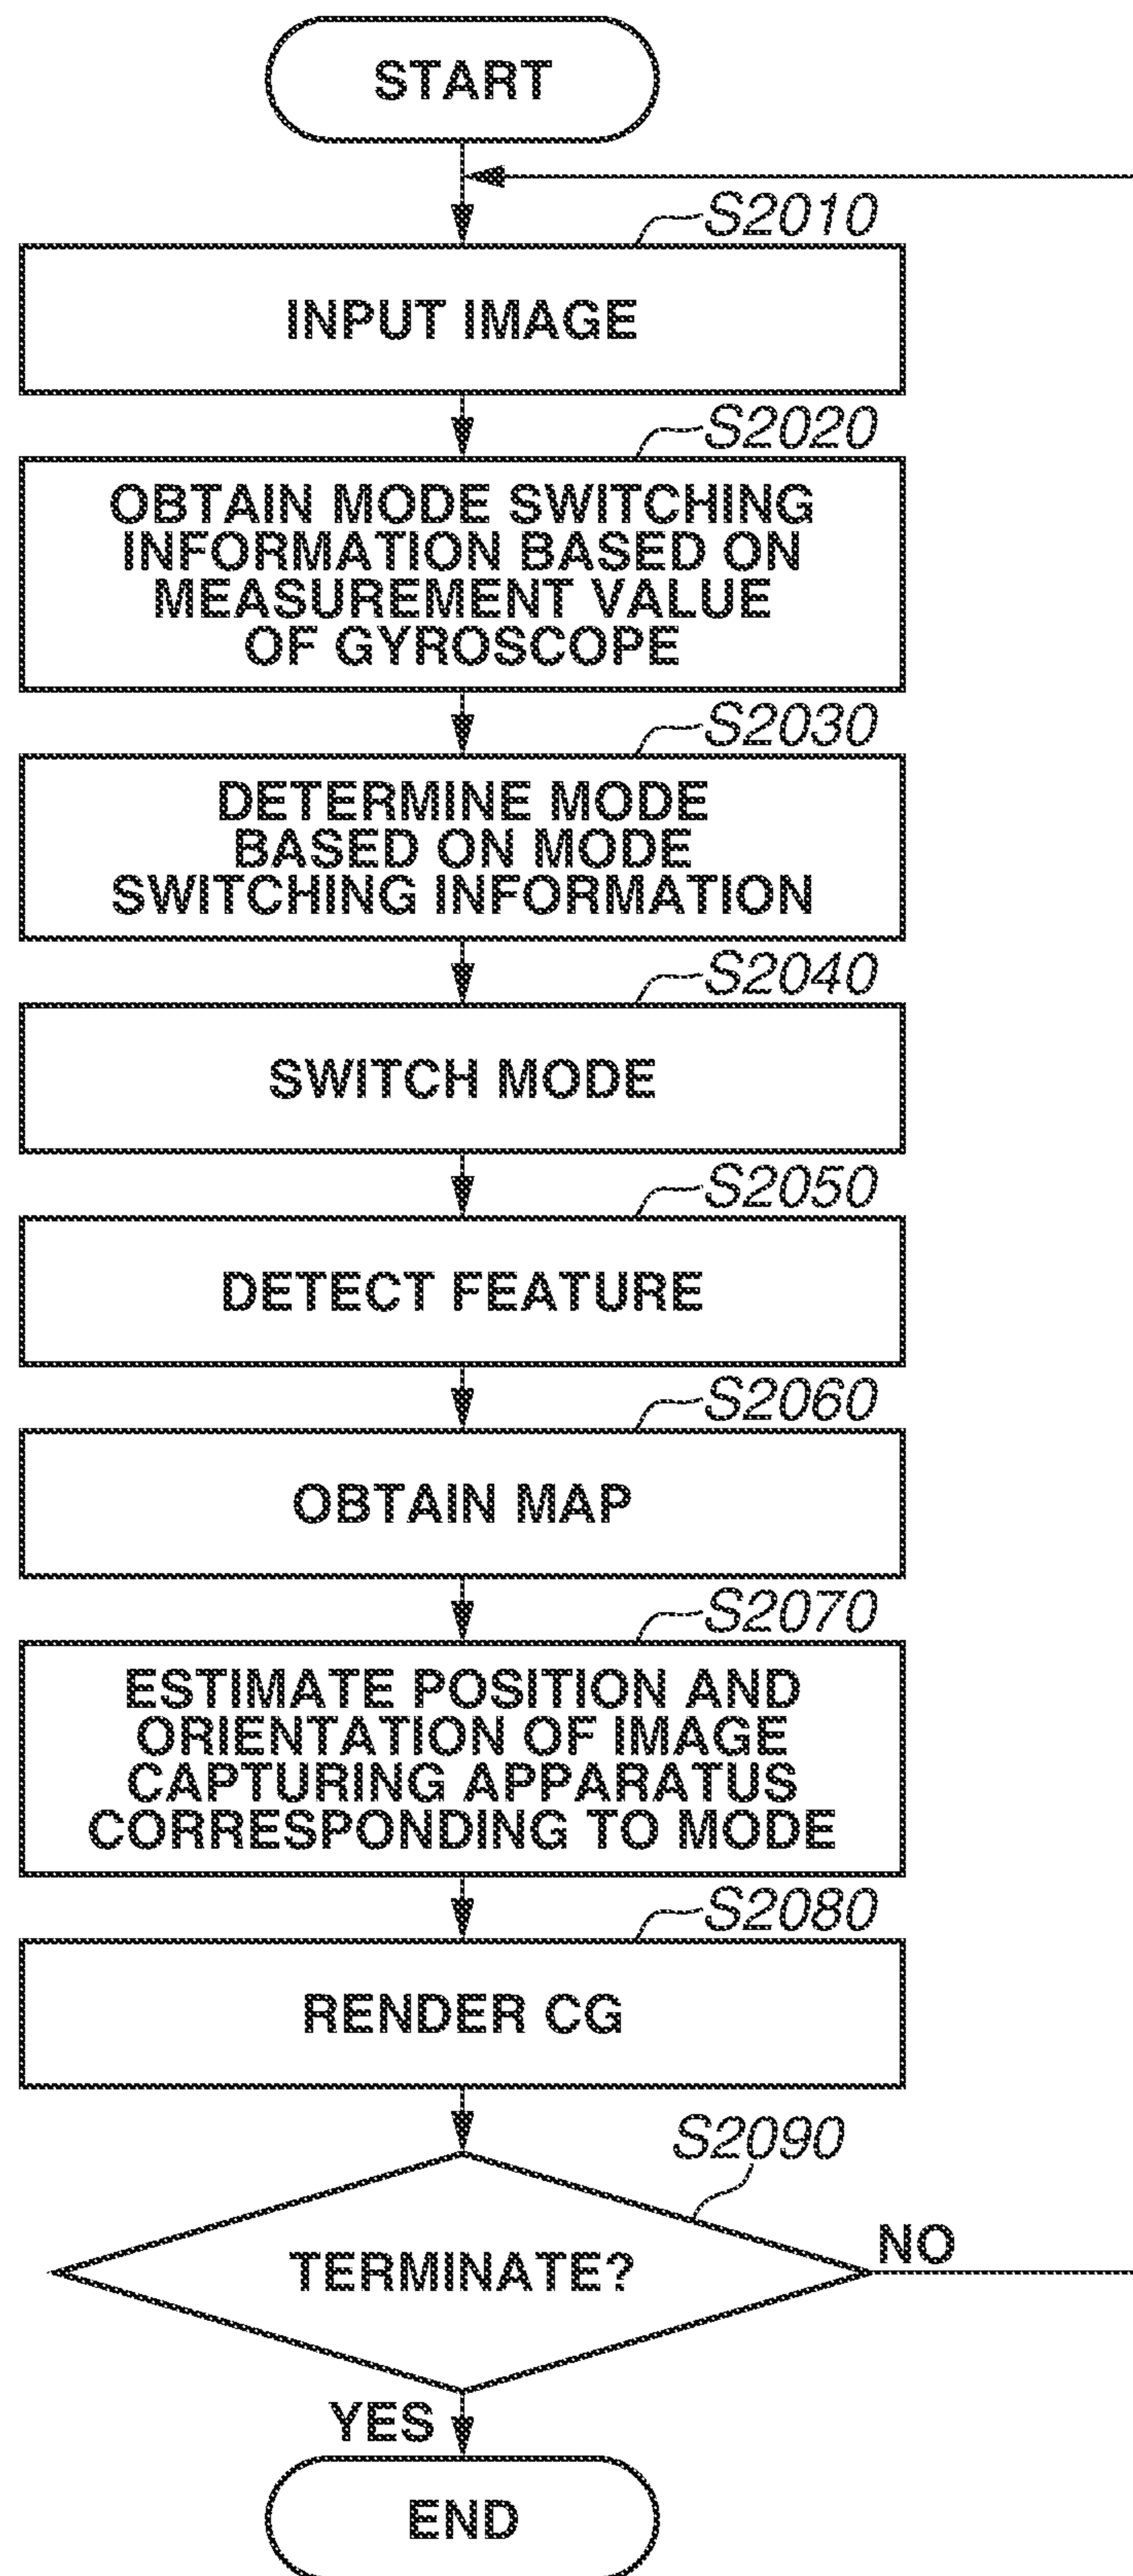 START
S2010
INPUT IMAGE
S2020
OBTAIN MODE SWITCHING
INFORMATION BASED ON
MEASUREMENT VALUE
OF GYROSCOPE
S2030
DETERMINE MODE
BASED ON MODE
SWITCHING INFORMATION
S2040
SWITCH MODE
S2050
DETECT FEATURE
S2060
OBTAIN MAP
S2070
ESTIMATE POSITION AND
ORIENTATION OF IMAGE
CAPTURING APPARATUS
CORRESPONDING TO MODE
S2080
RENDER CG
S2090
TERMINATE?
NO
YES
END